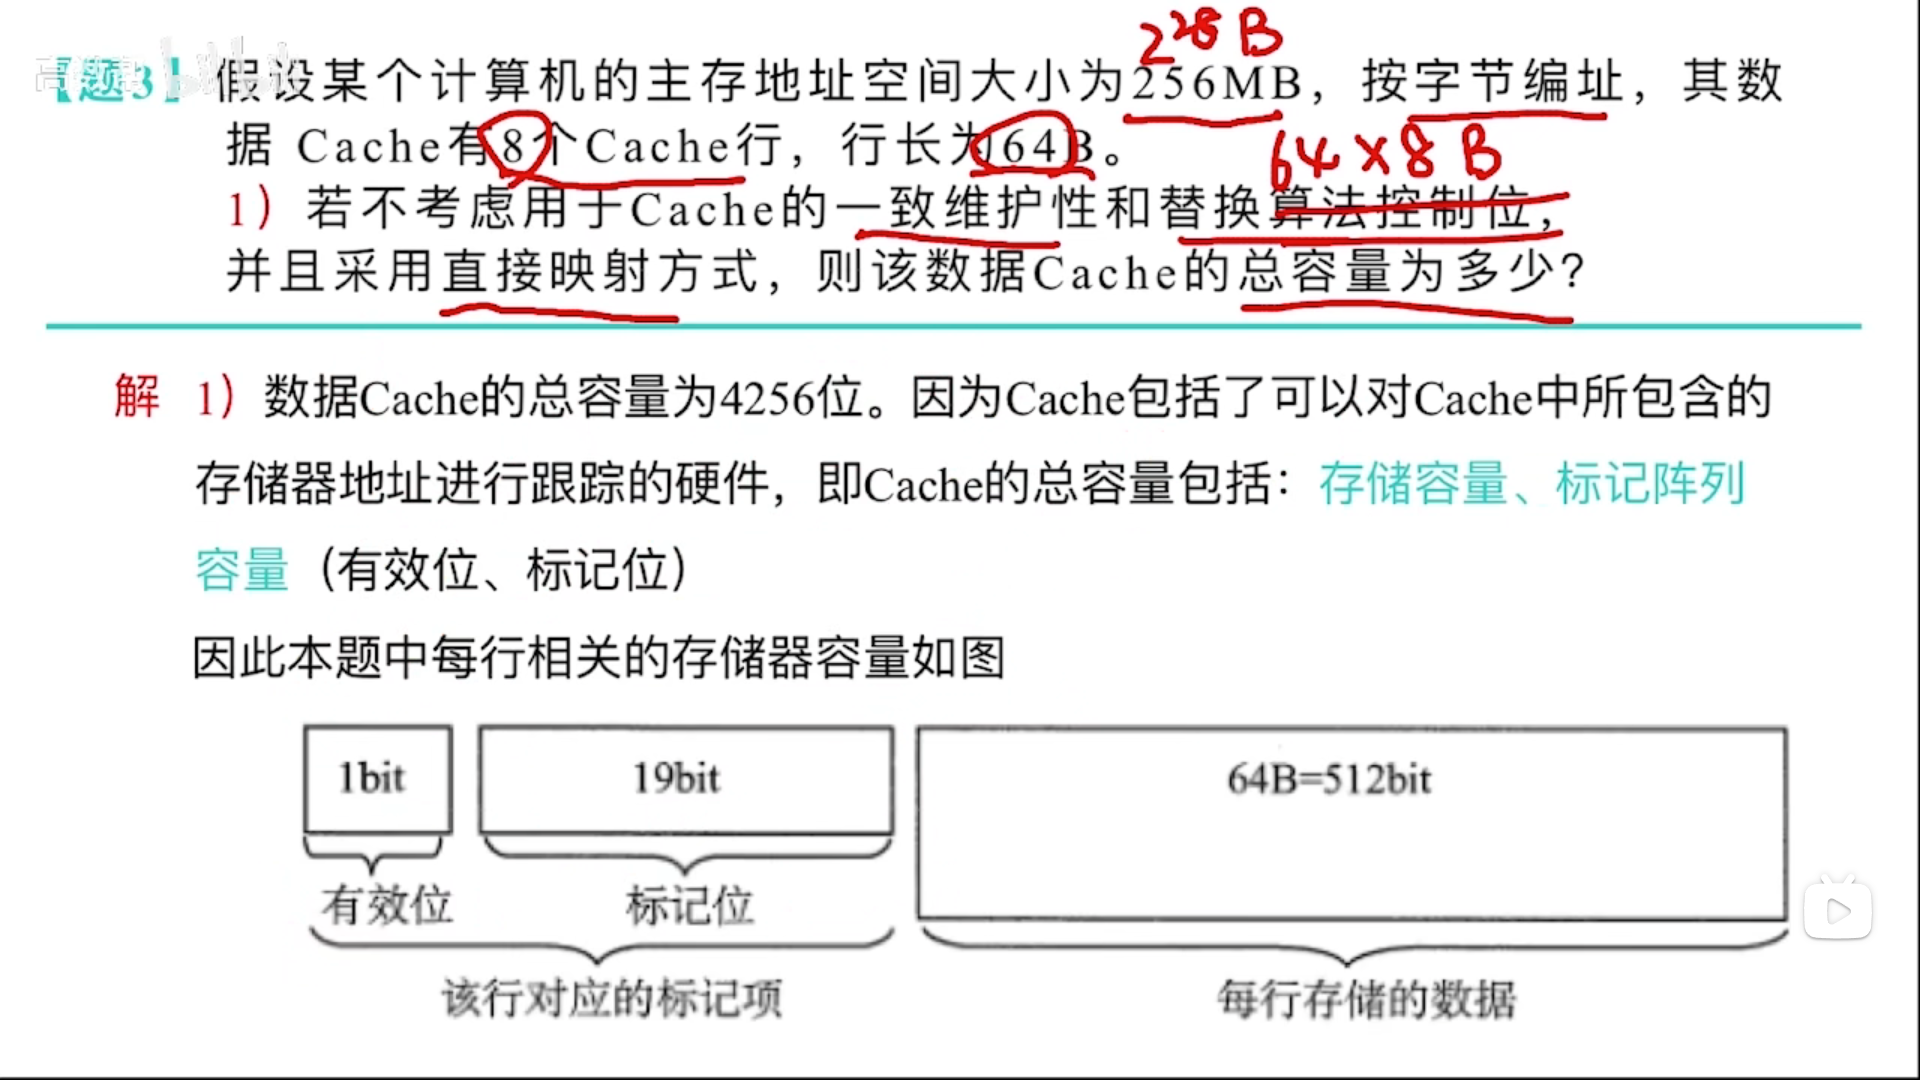 2²⁸ B
【题3】假设某个计算机的主存地址空间大小为256MB，按字节编址，其数
据 Cache有8个Cache行，行长为64B。
64×8 B
1）若不考虑用于Cache的一致维护性和替换算法控制位，
并且采用直接映射方式，则该数据Cache的总容量为多少？
解 1）数据Cache的总容量为4256位。因为Cache包括了可以对Cache中所包含的
存储器地址进行跟踪的硬件，即Cache的总容量包括：存储容量、标记阵列
容量（有效位、标记位）
因此本题中每行相关的存储器容量如图
1bit 19bit 64B=512bit
有效位 标记位
该行对应的标记项 每行存储的数据